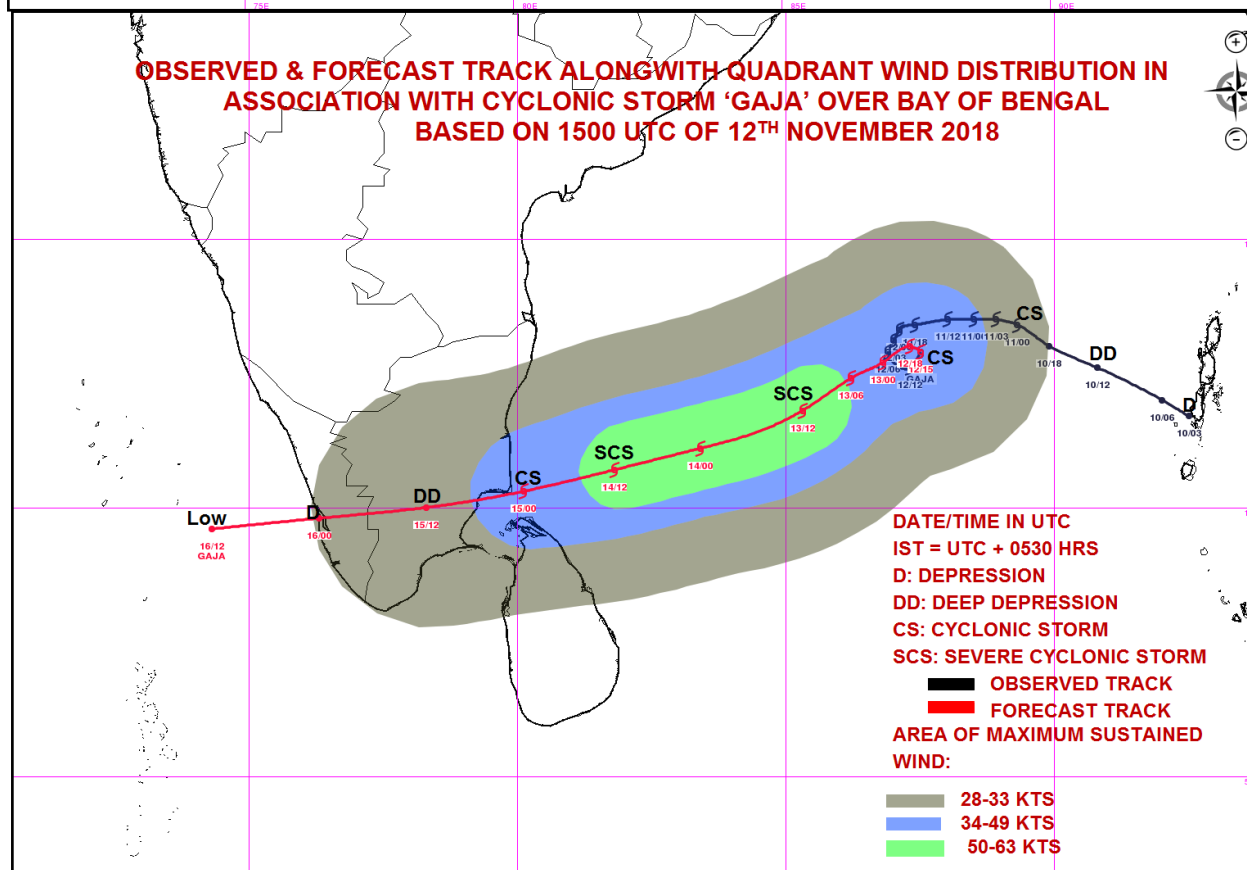 75E
80E
85E
90E
OBSERVED & FORECAST TRACK ALONGWITH QUADRANT WIND DISTRIBUTION IN
ASSOCIATION WITH CYCLONIC STORM ‘GAJA’ OVER BAY OF BENGAL
BASED ON 1500 UTC OF 12TH NOVEMBER 2018
CS
11/12
11/03
11/00
10/18
DD
10/12
10/06
D
10/03
CS
12/18
12/15
GAJA
12/12
12/06
13/00
13/06
SCS
13/12
14/00
SCS
14/12
CS
15/00
DD
15/12
D
16/00
Low
16/12
GAJA
DATE/TIME IN UTC
IST = UTC + 0530 HRS
D: DEPRESSION
DD: DEEP DEPRESSION
CS: CYCLONIC STORM
SCS: SEVERE CYCLONIC STORM
OBSERVED TRACK
FORECAST TRACK
AREA OF MAXIMUM SUSTAINED
WIND:
28-33 KTS
34-49 KTS
50-63 KTS